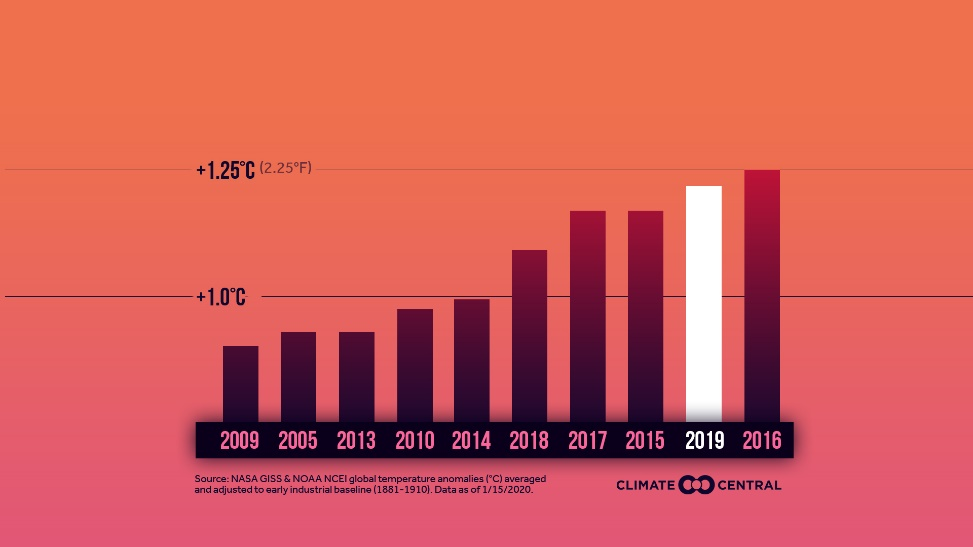 +1.25°C (2.25°F)
+1.0°C
2009 2005 2013 2010 2014 2018 2017 2015 2019 2016
Source: NASA GISS & NOAA NCEI global temperature anomalies (°C) averaged
and adjusted to early industrial baseline (1881-1910). Data as of 1/15/2020.
CLIMATE CENTRAL